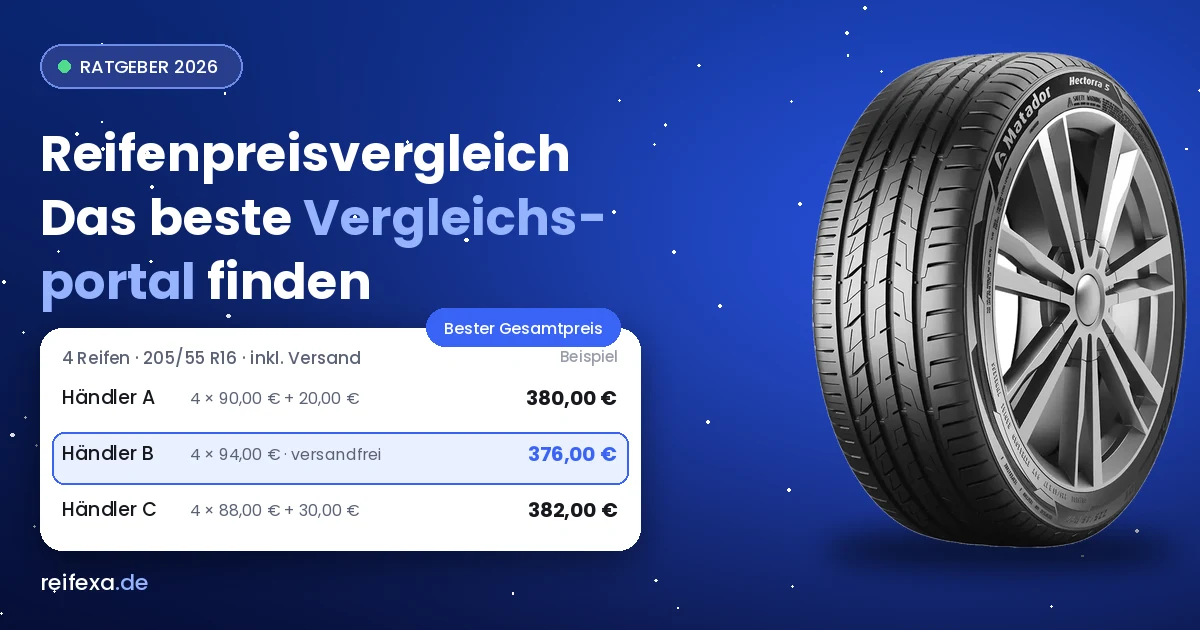 RATGEBER 2026
Reifenpreisvergleich
Das beste Vergleichs-
portal finden
Bester Gesamtpreis
4 Reifen · 205/55 R16 · inkl. Versand
Beispiel
Händler A 4 × 90,00 € + 20,00 € 380,00 €
Händler B 4 × 94,00 € · versandfrei 376,00 €
Händler C 4 × 88,00 € + 30,00 € 382,00 €
reifexa.de
Matador
Hectorra 5
SAFETY WARNING